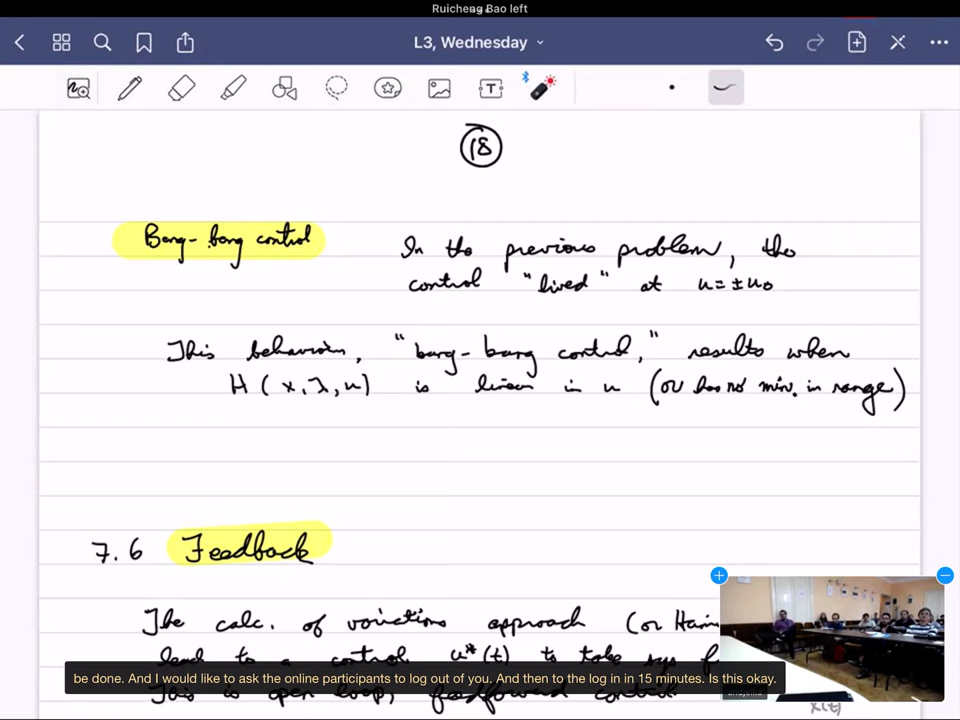 Ruicheng Bao left
L3, Wednesday
18
Bang-bang control
In the previous problem, the
control "lived" at u = ± u₀
This behavior, "bang-bang control," results when
H (x, λ, u) is linear in u (or has no min. in range)
7.6 Feedback
The calc. of variations approach (or Ham
lead to a control u*(t) to take sys f
This is open loop, feedforward control.
x(t)
be done. And I would like to ask the online participants to log out of you. And then to the log in in 15 minutes. Is this okay.